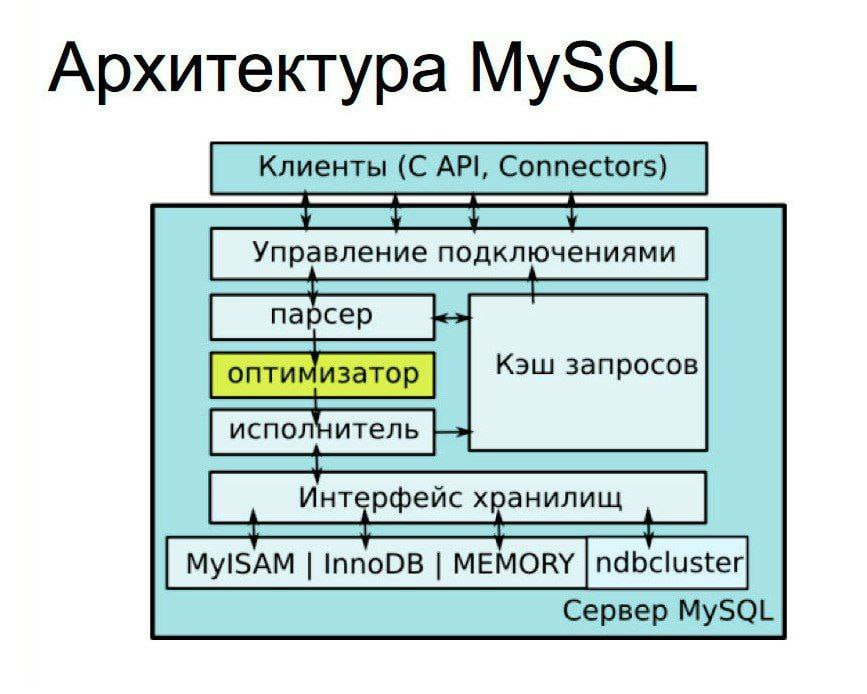 Архитектура MySQL
Клиенты (C API, Connectors)
Управление подключениями
парсер
Кэш запросов
оптимизатор
исполнитель
Интерфейс хранилищ
MyISAM | InnoDB | MEMORY ndbcluster
Сервер MySQL